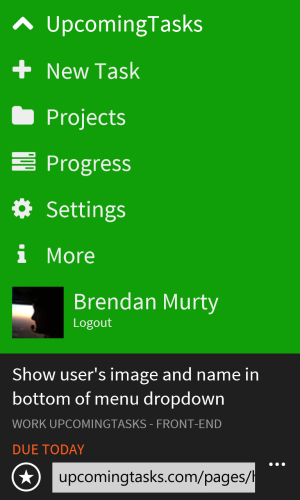 UpcomingTasks
New Task
Projects
Progress
Settings
More
Brendan Murty
Logout
Show user's image and name in
bottom of menu dropdown
WORK UPCOMINGTASKS - FRONT-END
DUE TODAY
upcomingtasks.com/pages/